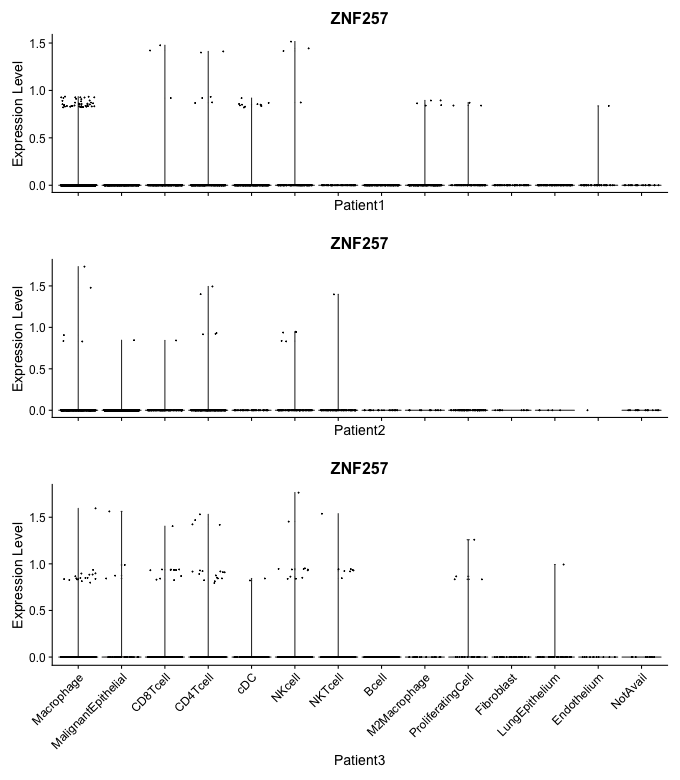 ZNF257
Expression Level
1.5
1.0
0.5
0.0
Patient1
ZNF257
Expression Level
1.5
1.0
0.5
0.0
Patient2
ZNF257
Expression Level
1.5
1.0
0.5
0.0
Macrophage
MalignantEpithelial
CD8Tcell
CD4Tcell
cDC
NKcell
NKTcell
Bcell
M2Macrophage
ProliferatingCell
Fibroblast
LungEpithelium
Endothelium
NotAvail
Patient3